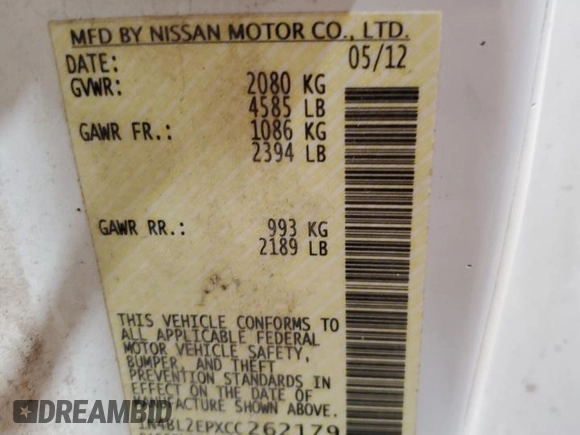 MFD BY NISSAN MOTOR CO., LTD.
DATE: 05/12
GVWR: 2080 KG
4585 LB
GAWR FR.: 1086 KG
2394 LB
GAWR RR.: 993 KG
2189 LB
THIS VEHICLE CONFORMS TO
ALL APPLICABLE FEDERAL
MOTOR VEHICLE SAFETY,
BUMPER, AND THEFT
PREVENTION STANDARDS IN
EFFECT ON THE DATE OF
MANUFACTURE SHOWN ABOVE.
1N4BL2EPXCC262179
DREAMBID